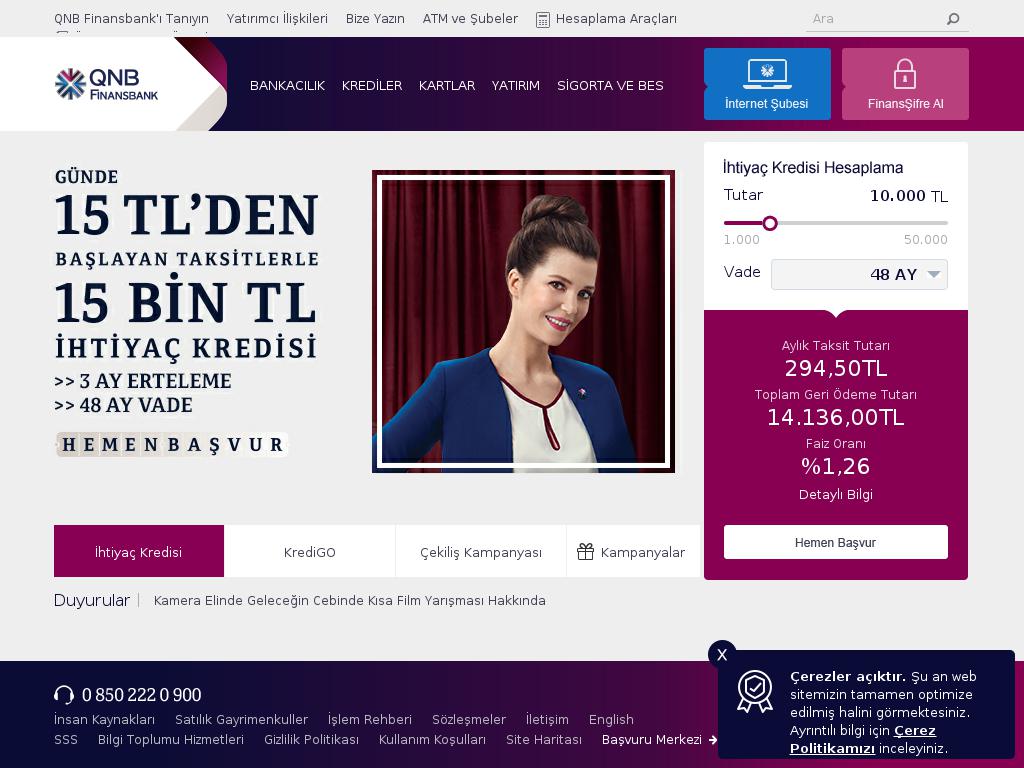 QNB Finansbank'ı Tanıyın Yatırımcı İlişkileri Bize Yazın ATM ve Şubeler Hesaplama Araçları Ara
QNB FİNANSBANK
BANKACILIK KREDİLER KARTLAR YATIRIM SİGORTA VE BES
İnternet Şubesi FinansŞifre Al
GÜNDE
15 TL'DEN
BAŞLAYAN TAKSİTLERLE
15 BİN TL
İHTİYAÇ KREDİSİ
>> 3 AY ERTELEME
>> 48 AY VADE
HEMEN BAŞVUR
İhtiyaç Kredisi Hesaplama
Tutar 10.000 TL
1.000 50.000
Vade 48 AY
Aylık Taksit Tutarı
294,50TL
Toplam Geri Ödeme Tutarı
14.136,00TL
Faiz Oranı
%1,26
Detaylı Bilgi
Hemen Başvur
İhtiyaç Kredisi KrediGO Çekiliş Kampanyası Kampanyalar
Duyurular Kamera Elinde Geleceğin Cebinde Kısa Film Yarışması Hakkında
0 850 222 0 900
İnsan Kaynakları Satılık Gayrimenkuller İşlem Rehberi Sözleşmeler İletişim English
SSS Bilgi Toplumu Hizmetleri Gizlilik Politikası Kullanım Koşulları Site Haritası Başvuru Merkezi
X
Çerezler açıktır. Şu an web
sitemizin tamamen optimize
edilmiş halini görmektesiniz.
Ayrıntılı bilgi için Çerez
Politikamızı inceleyiniz.